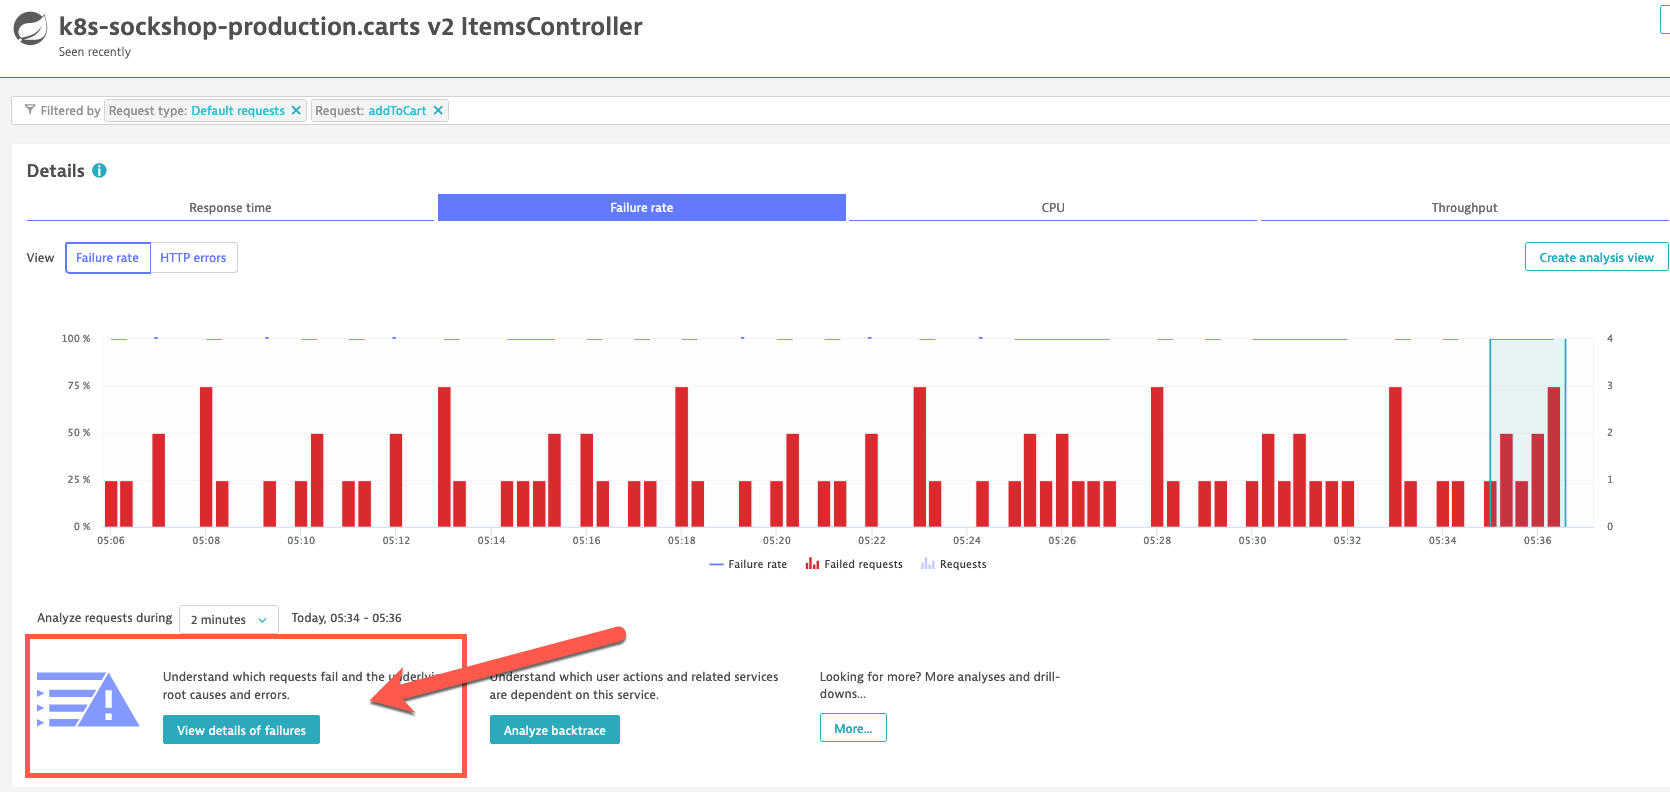 k8s-sockshop-production.carts v2 ItemsController
Seen recently
Filtered by Request type: Default requests ✕ Request: addToCart ✕
Details
Response time Failure rate CPU Throughput
View Failure rate HTTP errors Create analysis view
100 % 4
75 % 3
50 % 2
25 % 1
0 % 0
05:06 05:08 05:10 05:12 05:14 05:16 05:18 05:20 05:22 05:24 05:26 05:28 05:30 05:32 05:34 05:36
Failure rate Failed requests Requests
Analyze requests during 2 minutes Today, 05:34 - 05:36
Understand which requests fail and the
root causes and errors.
View details of failures
Understand which user actions and related services
are dependent on this service.
Analyze backtrace
Looking for more? More analyses and drill-
downs...
More...